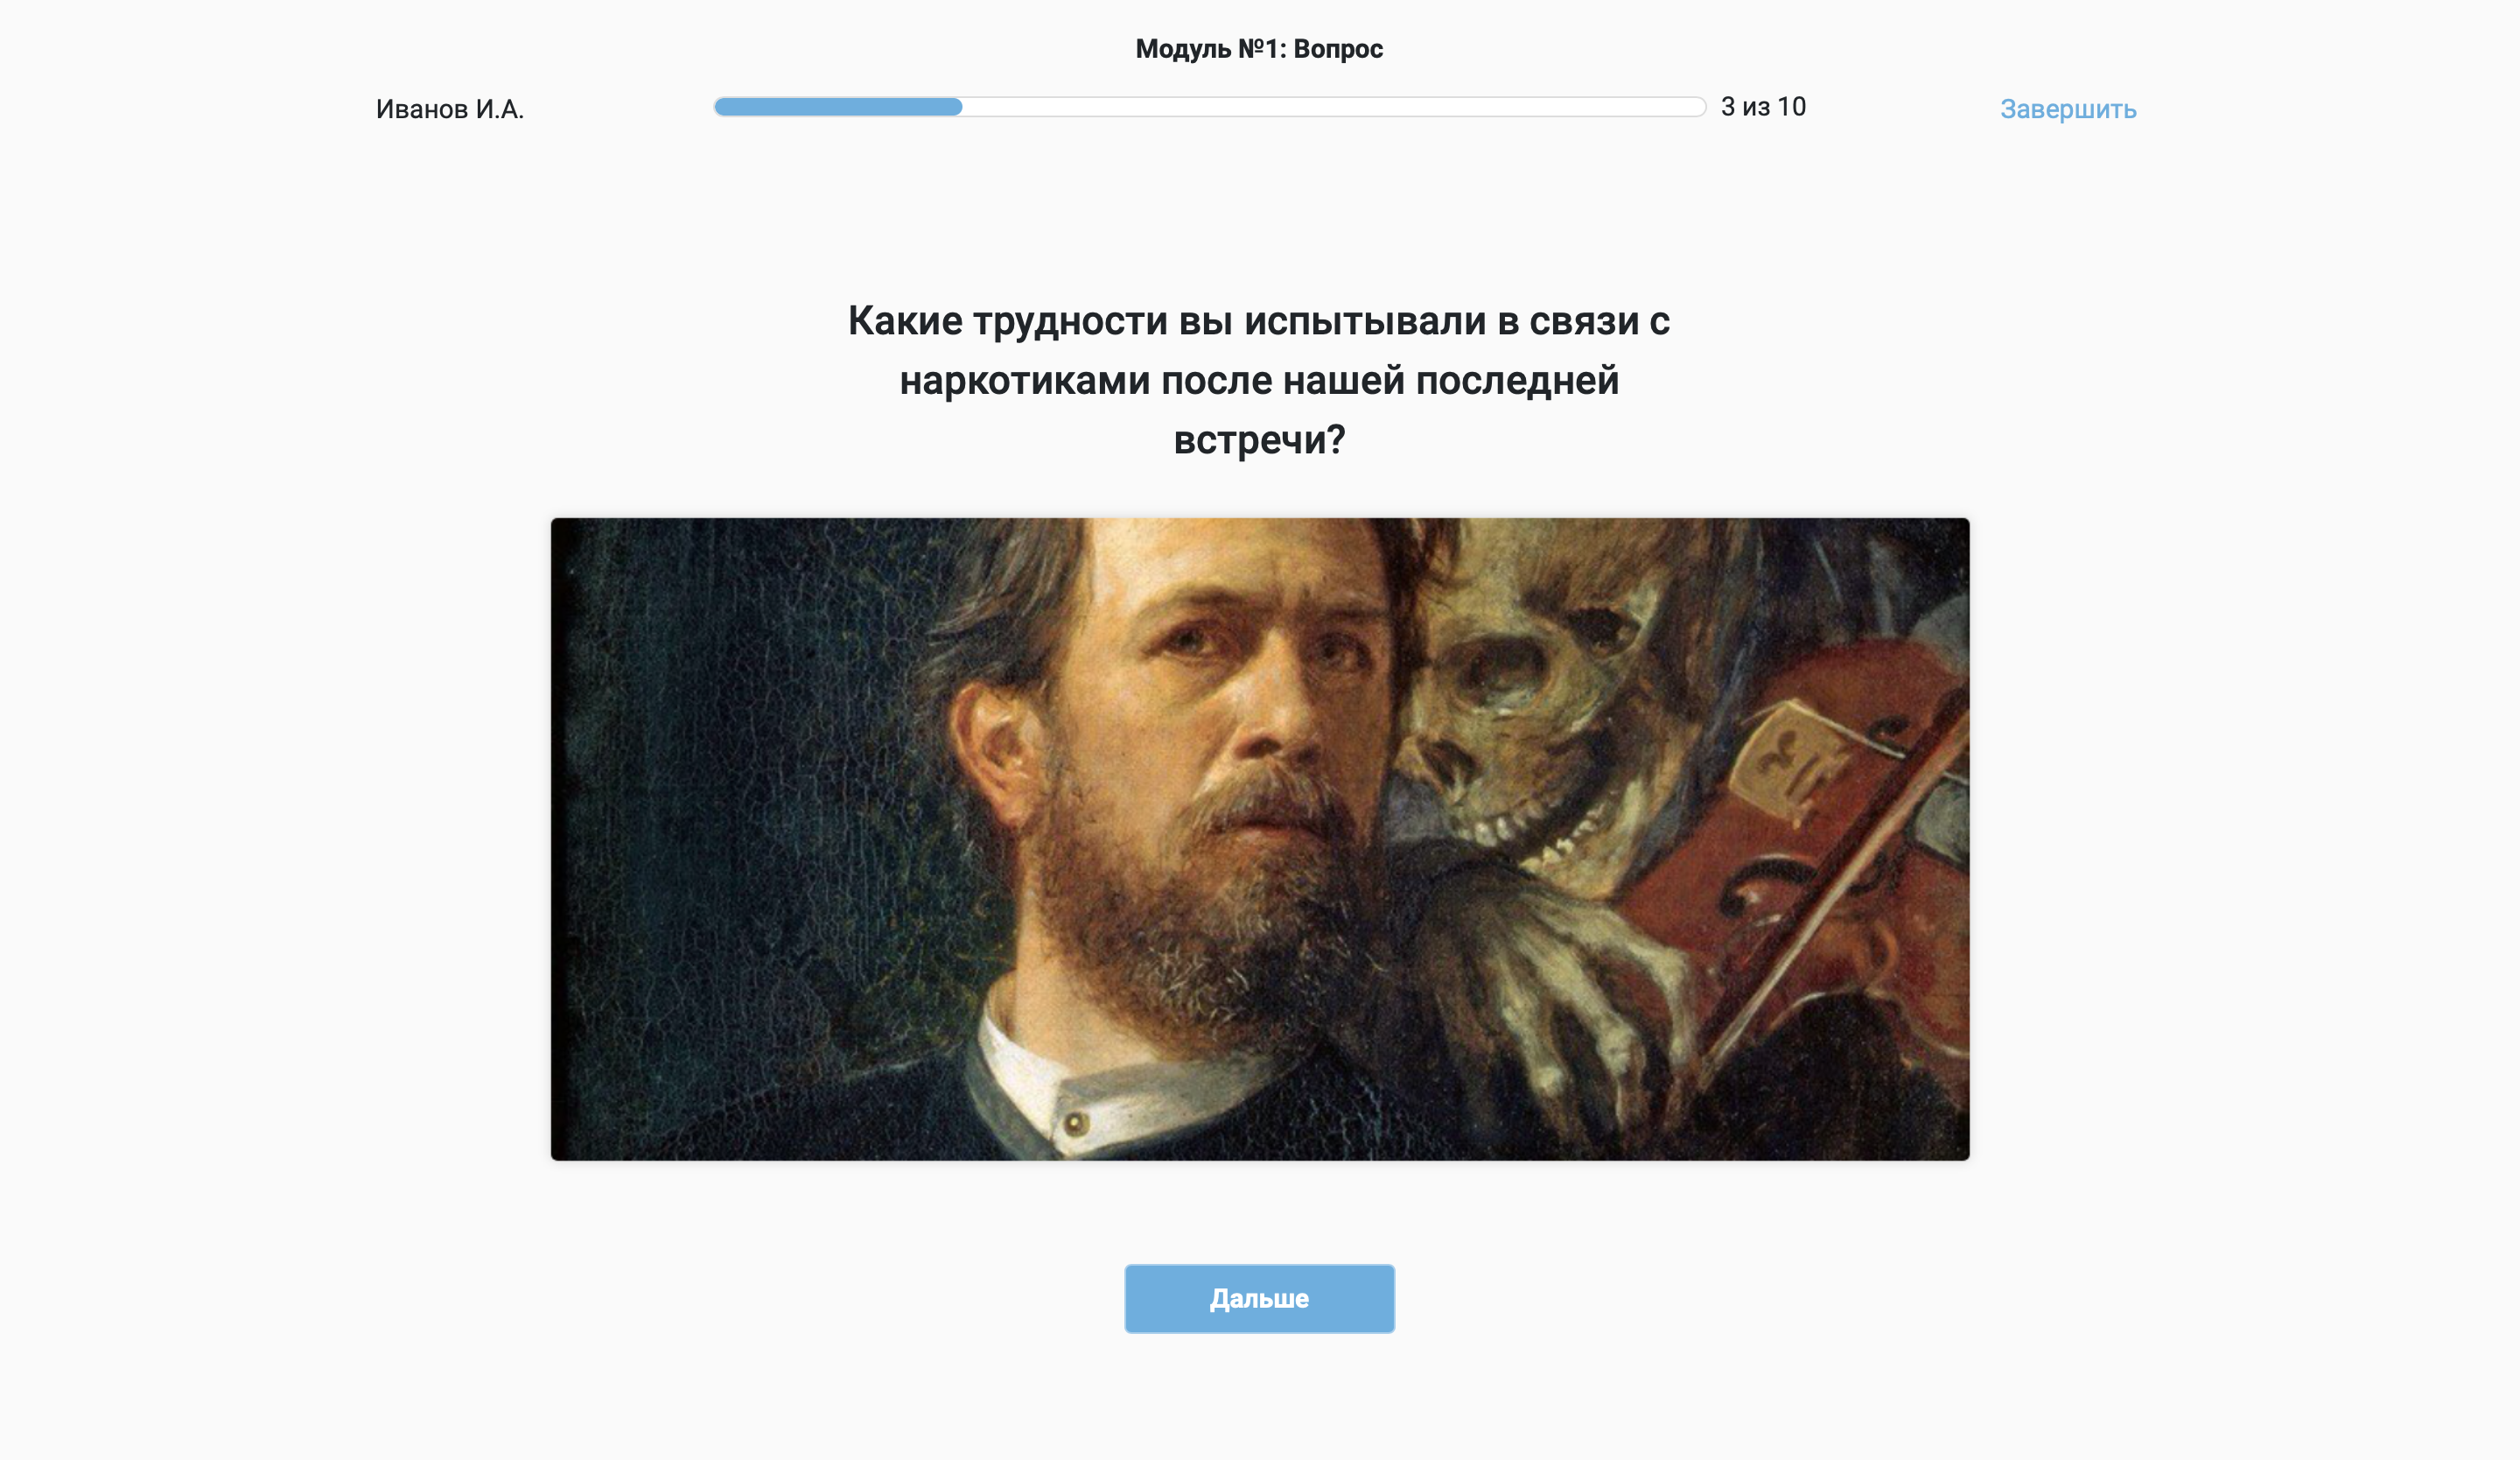 Модуль №1: Вопрос
Иванов И.А.
3 из 10
Завершить
Какие трудности вы испытывали в связи с
наркотиками после нашей последней
встречи?
Дальше